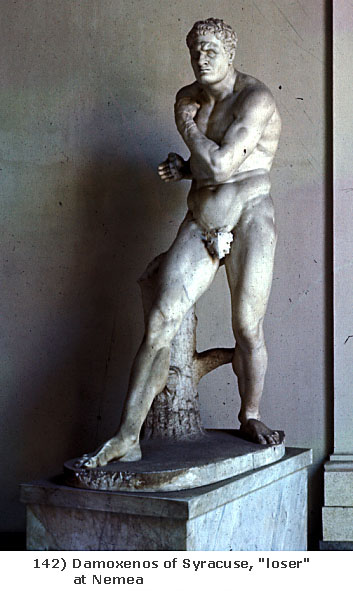 142) Damoxenos of Syracuse, "loser"
at Nemea